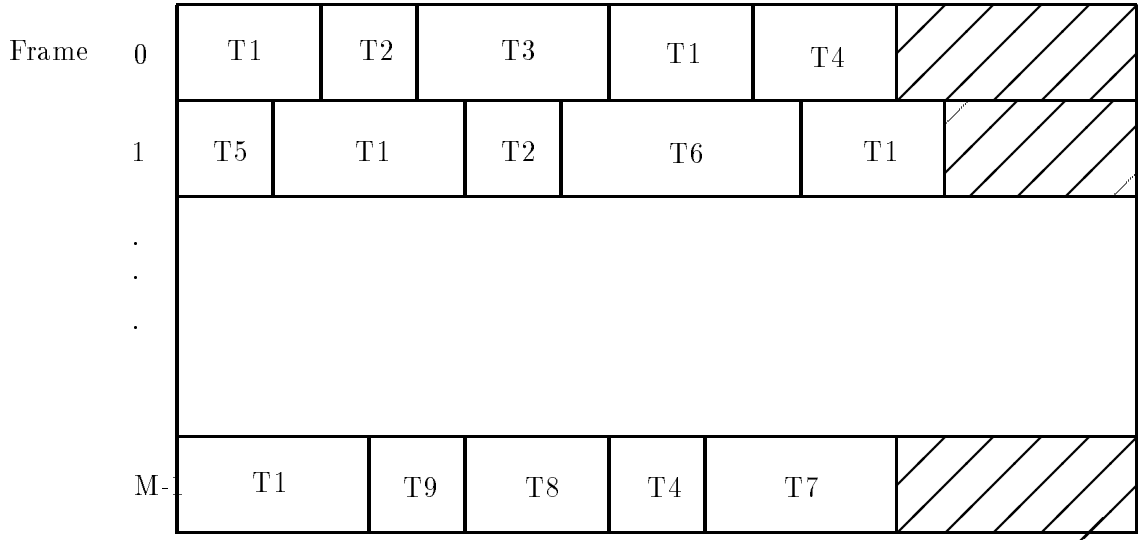 Frame 0 T1 T2 T3 T1 T4
1 T5 T1 T2 T6 T1
.
.
.
M-1 T1 T9 T8 T4 T7